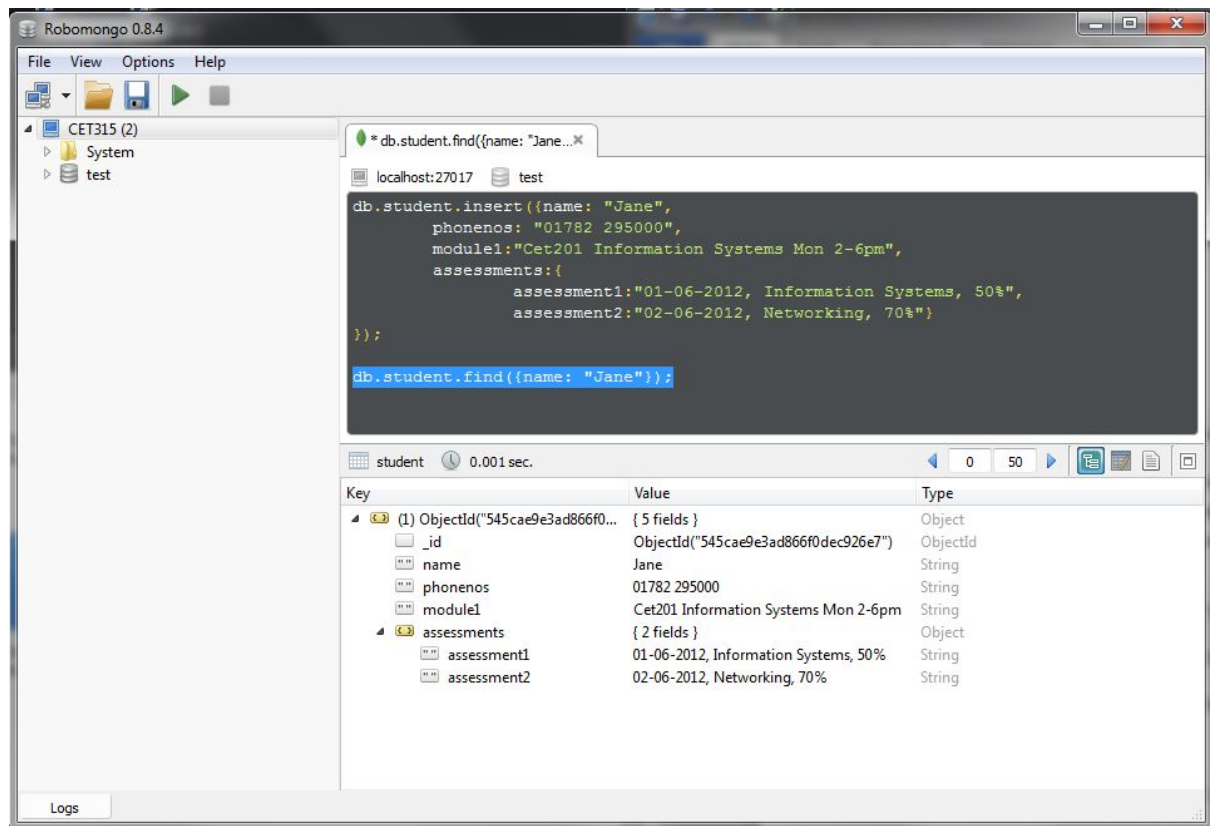 Robomongo 0.8.4
File View Options Help
CET315 (2)
System
test
* db.student.find({name: "Jane...
localhost:27017 test
db.student.insert({name: "Jane",
phonenos: "01782 295000",
module1:"Cet201 Information Systems Mon 2-6pm",
assessments:{
assessment1:"01-06-2012, Information Systems, 50%",
assessment2:"02-06-2012, Networking, 70%"}
});
db.student.find({name: "Jane"});
student 0.001 sec. 0 50
Key Value Type
(1) ObjectId("545cae9e3ad866f0... { 5 fields } Object
_id ObjectId("545cae9e3ad866f0dec926e7") ObjectId
name Jane String
phonenos 01782 295000 String
module1 Cet201 Information Systems Mon 2-6pm String
assessments { 2 fields } Object
assessment1 01-06-2012, Information Systems, 50% String
assessment2 02-06-2012, Networking, 70% String
Logs